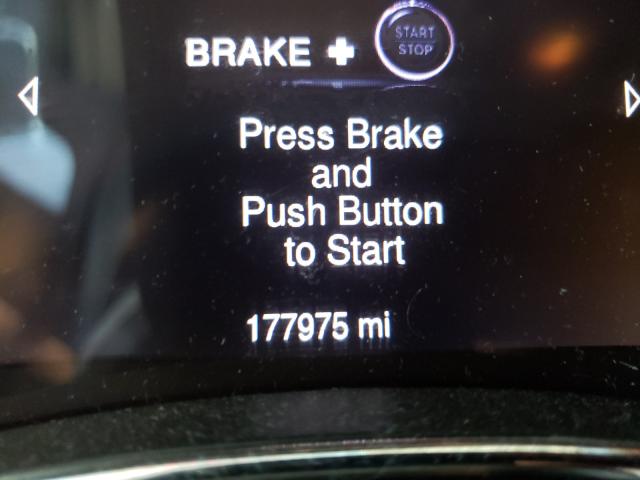 BRAKE + START STOP
Press Brake
and
Push Button
to Start
177975 mi